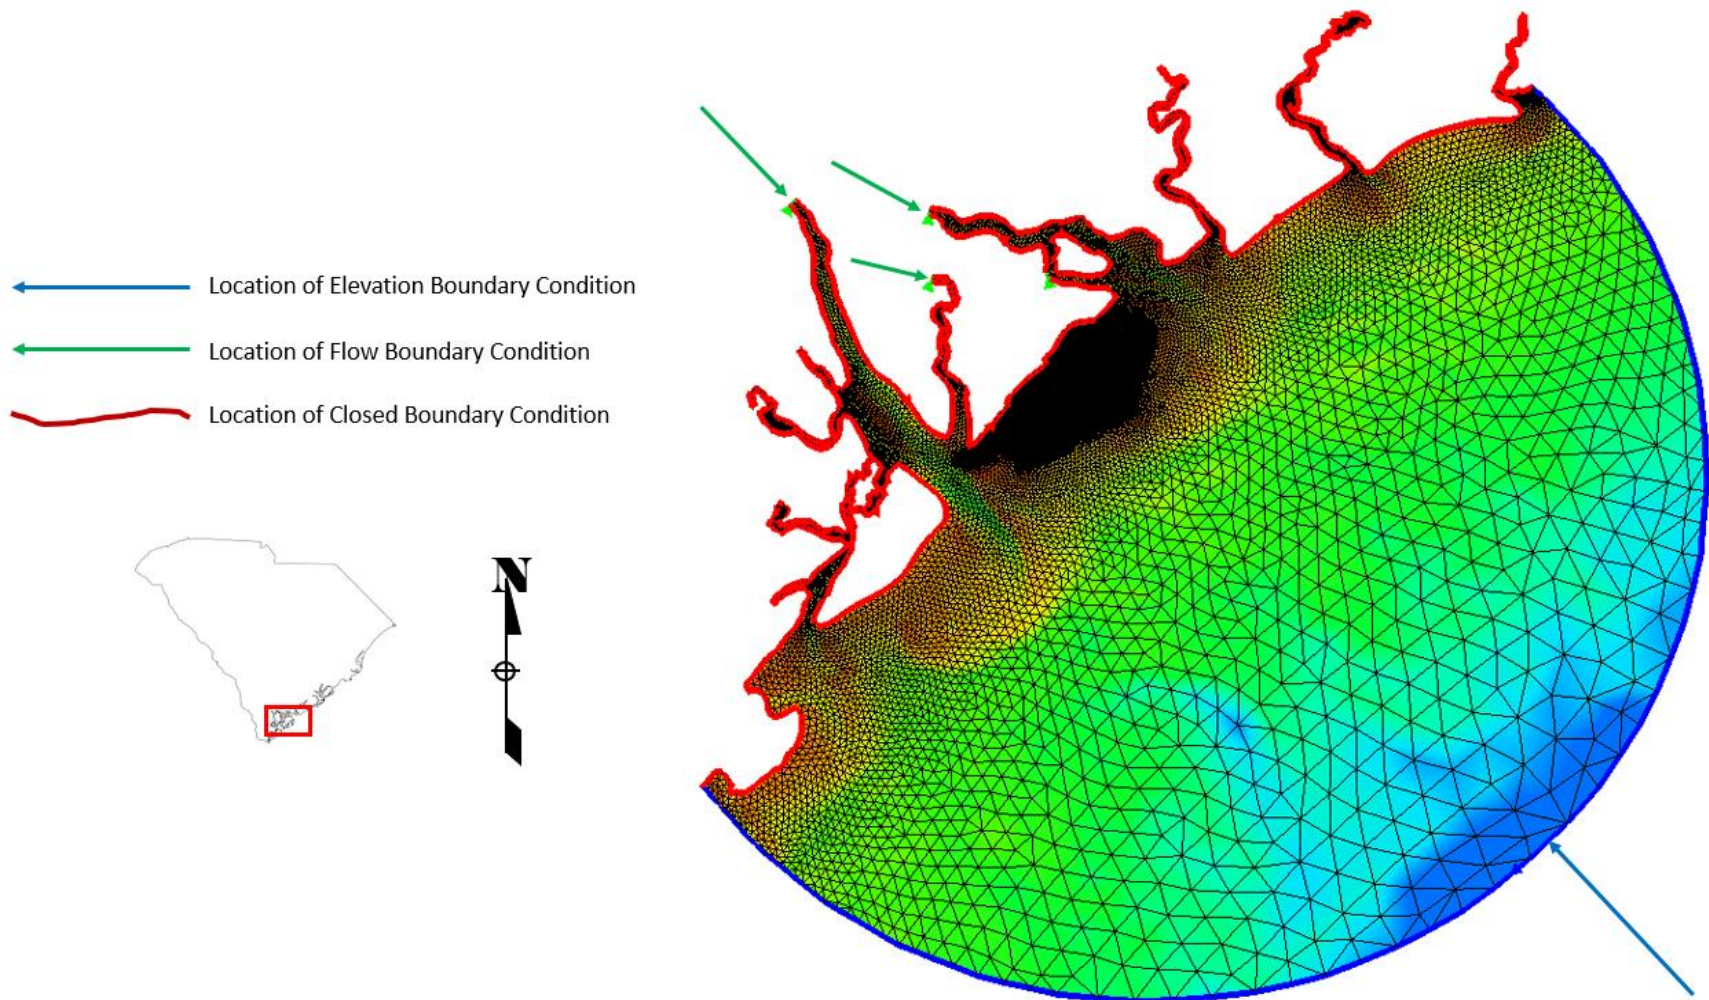 Location of Elevation Boundary Condition
Location of Flow Boundary Condition
Location of Closed Boundary Condition
N